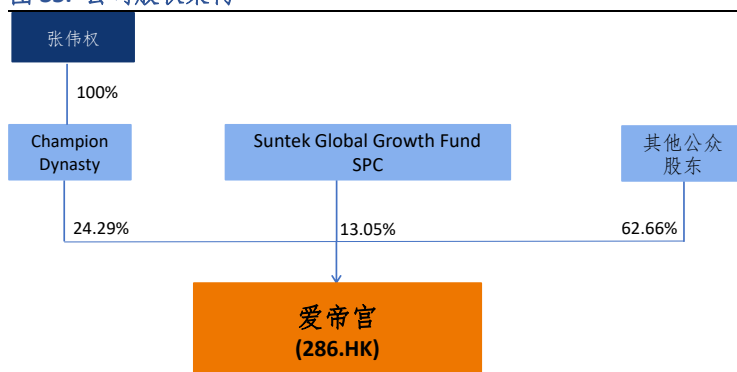 张伟权
100%
Champion
Dynasty
Suntek Global Growth Fund
SPC
其他公众
股东
24.29%
13.05%
62.66%
爱帝宫
(286.HK)